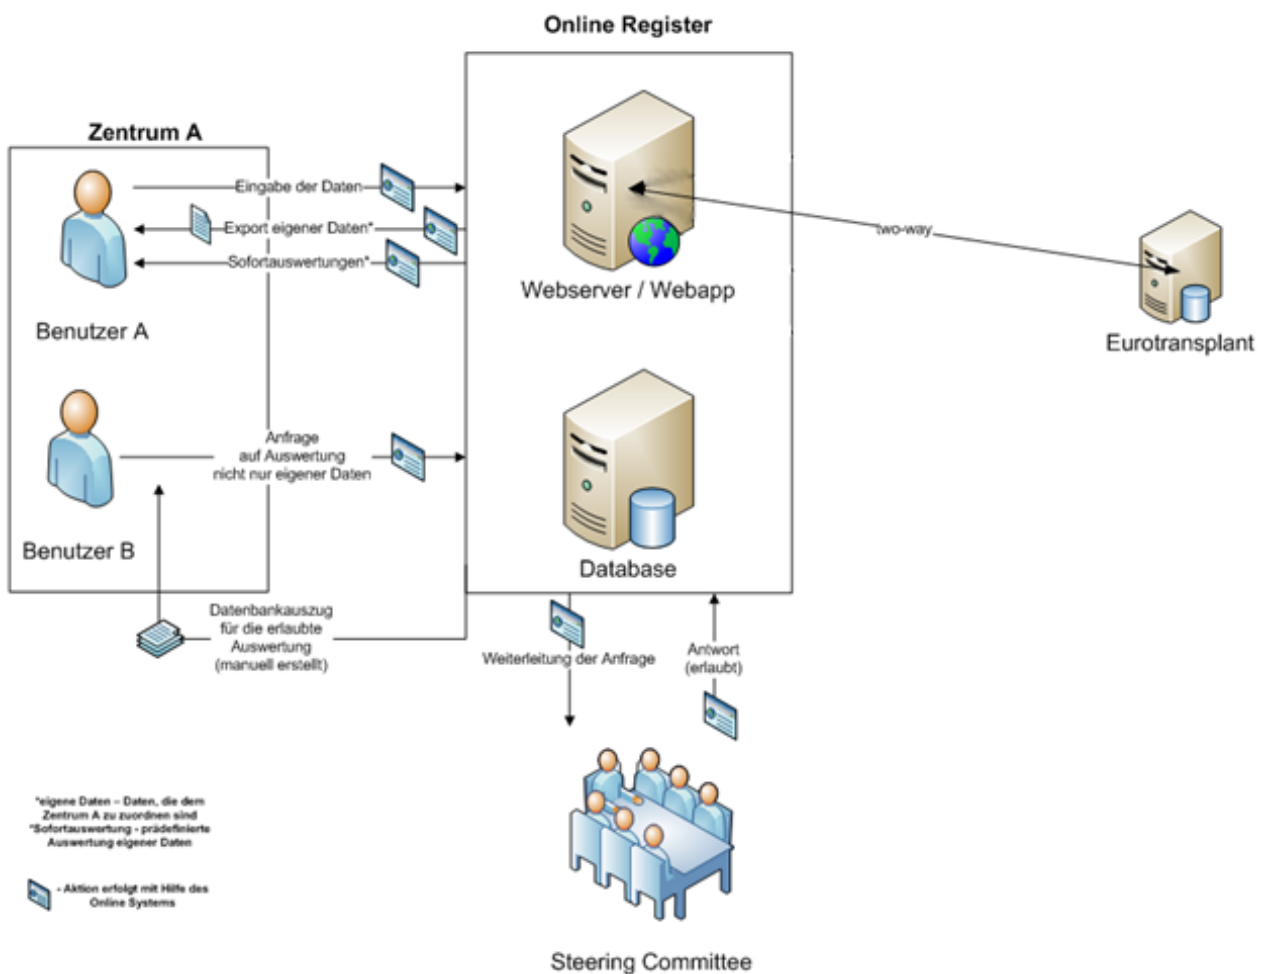 Online Register
Zentrum A
Eingabe der Daten
Export eigener Daten*
Sofortauswertungen*
Benutzer A
Webserver / Webapp
two-way
Eurotransplant
Anfrage
auf Auswertung
nicht nur eigener Daten
Benutzer B
Database
Datenbankauszug
für die erlaubte
Auswertung
(manuell erstellt)
Weiterleitung der Anfrage
Antwort
(erlaubt)
*eigene Daten – Daten, die dem
Zentrum A zu zuordnen sind
*Sofortauswertung - prädefinierte
Auswertung eigener Daten
- Aktion erfolgt mit Hilfe des
Online Systems
Steering Committee